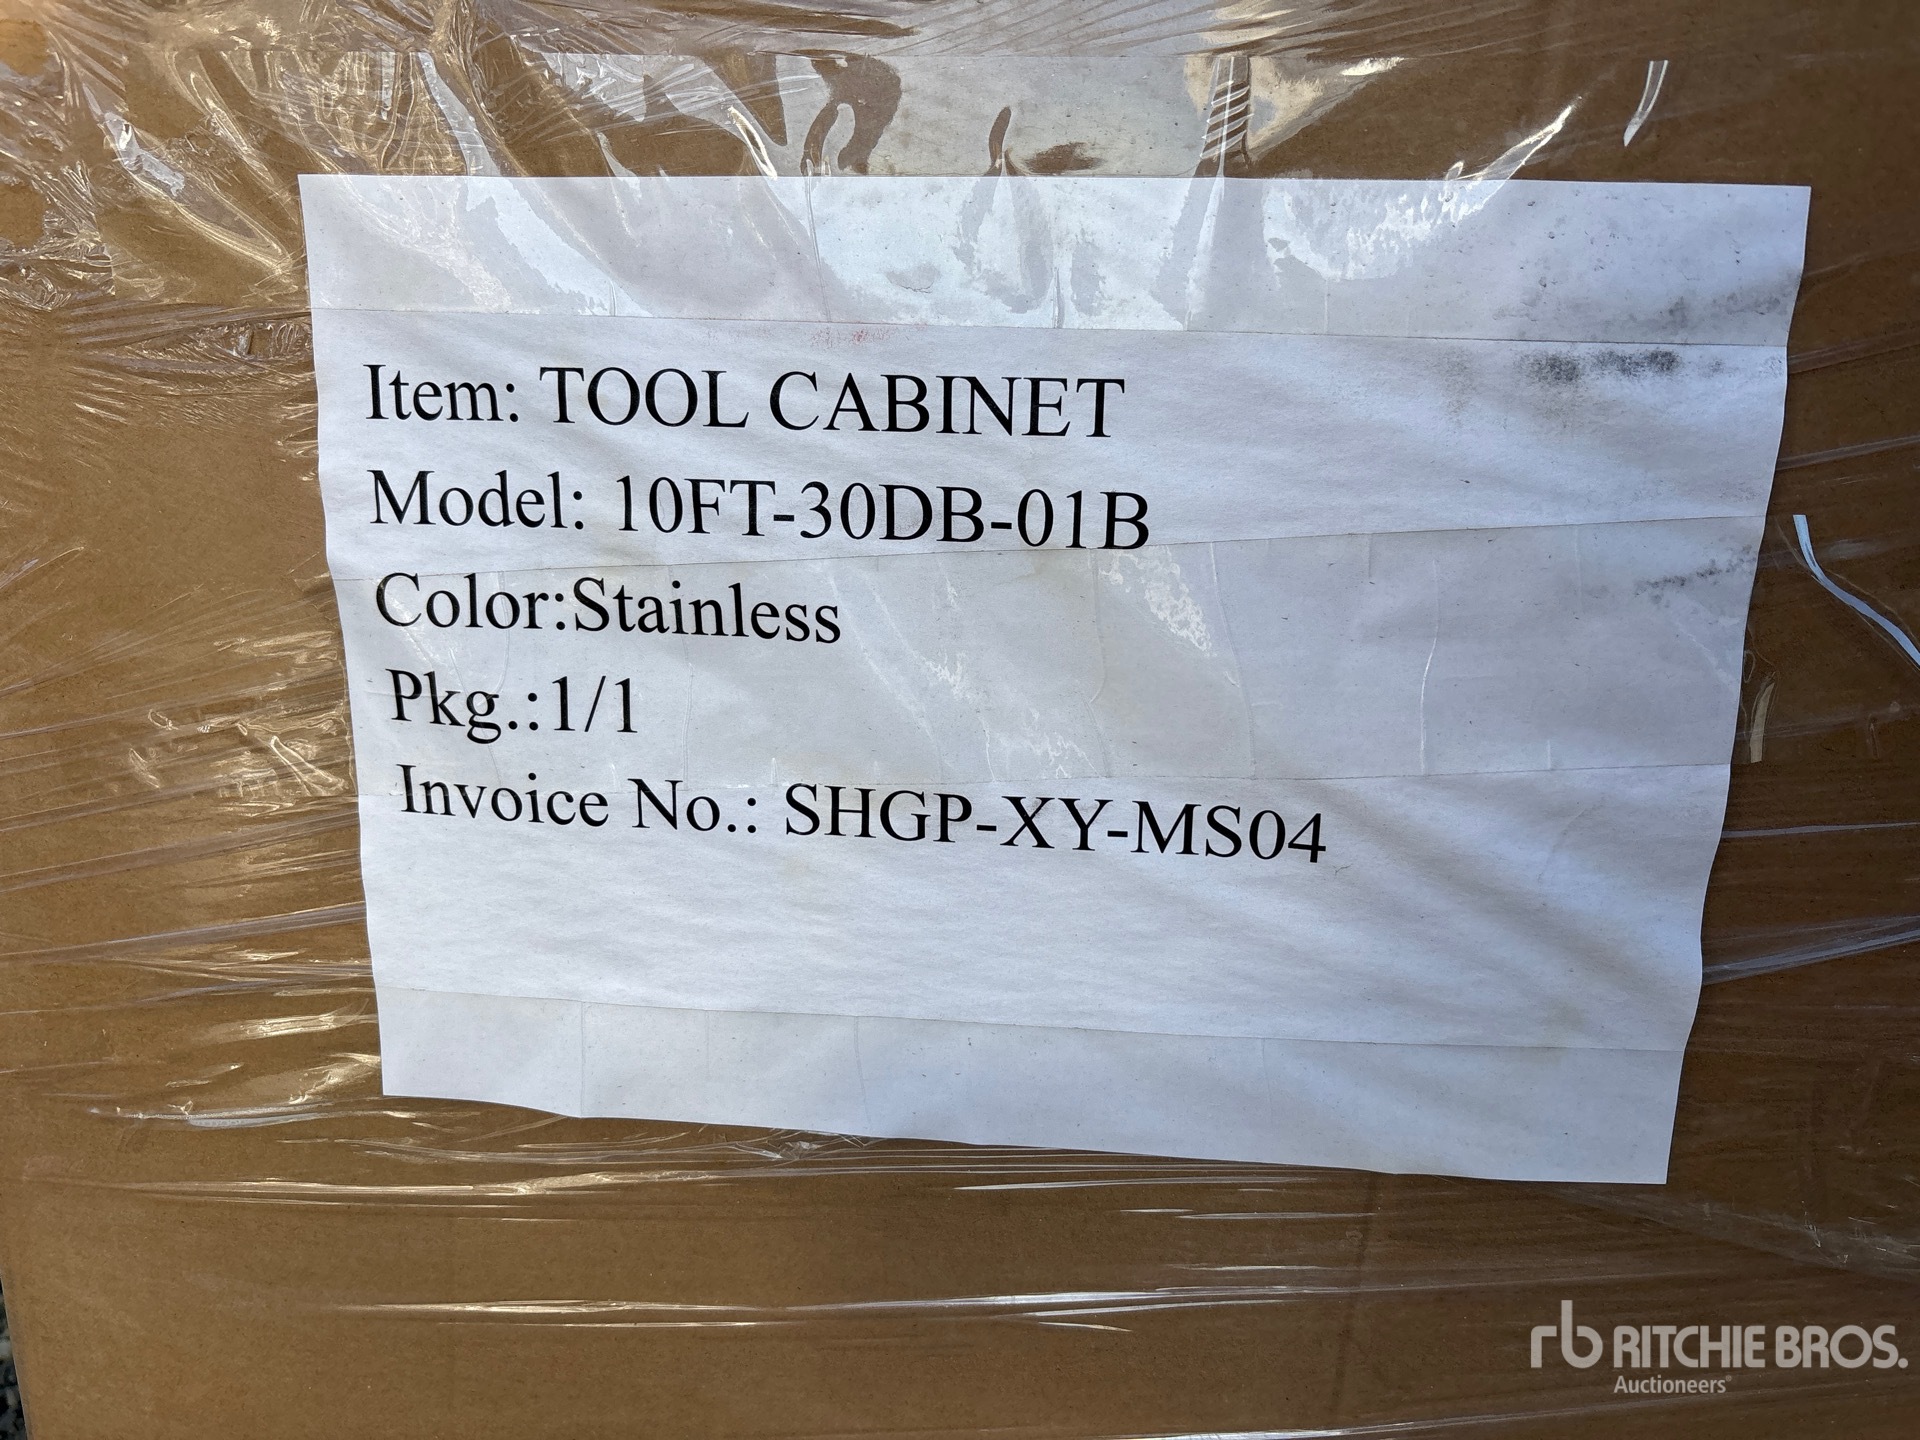 Item: TOOL CABINET
Model: 10FT-30DB-01B
Color:Stainless
Pkg.:1/1
Invoice No.: SHGP-XY-MS04
rb RITCHIE BROS.
Auctioneers®